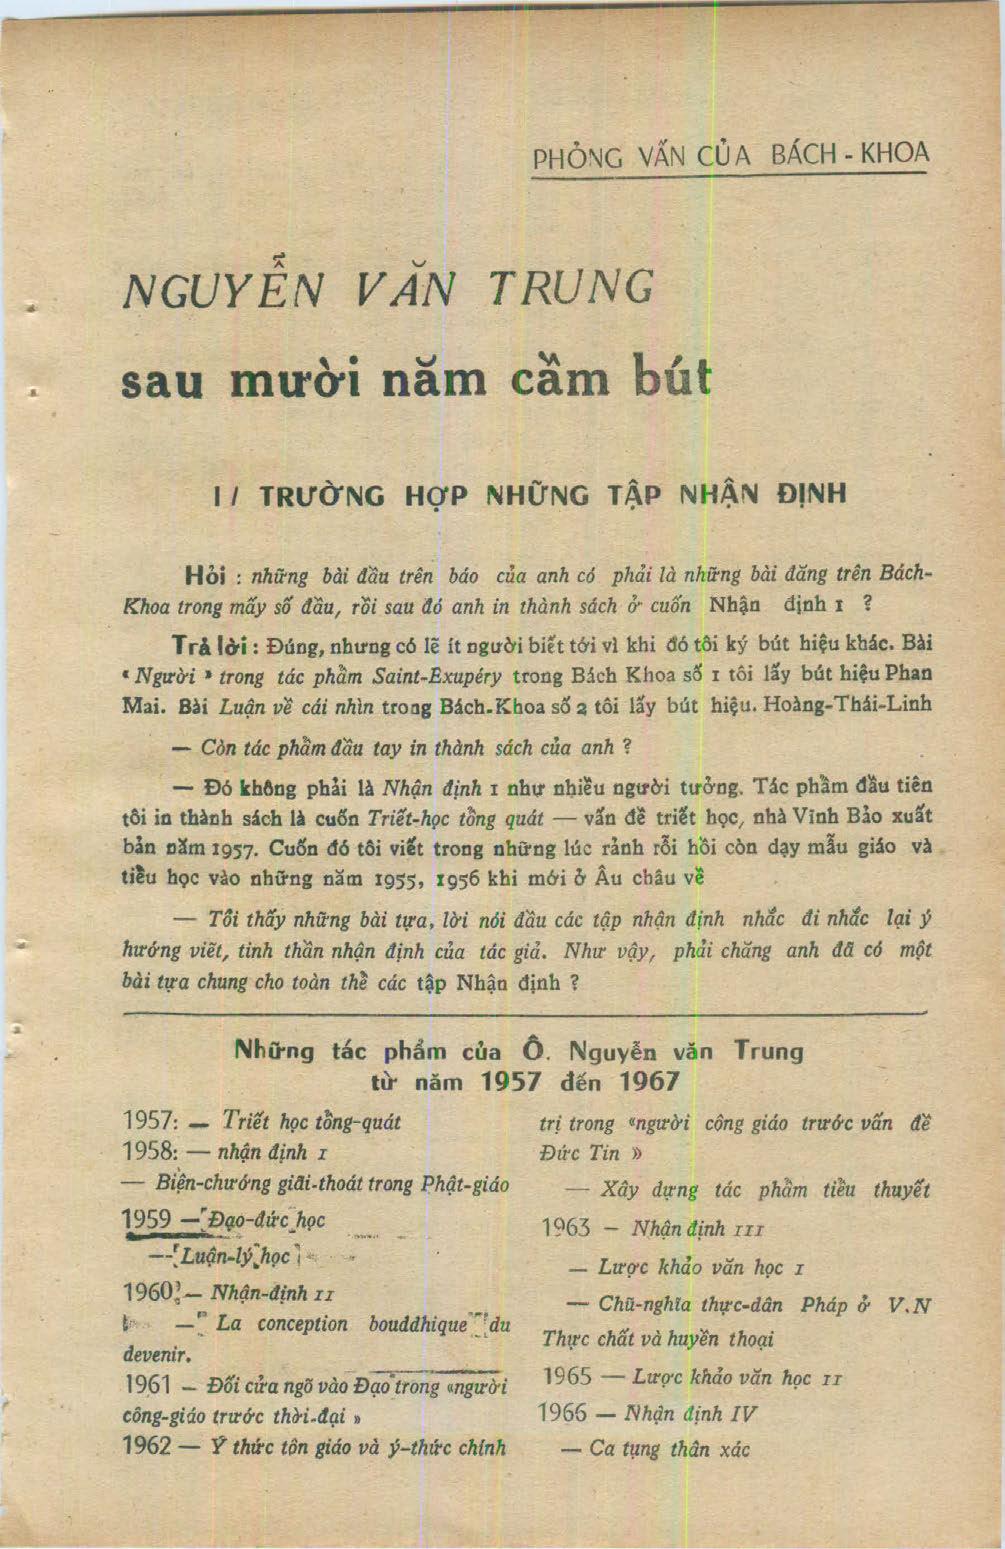 PHỎNG VẤN CỦA BÁCH - KHOA
NGUYỄN VĂN TRUNG
sau mười năm cầm bút
I / TRƯỜNG HỢP NHỮNG TẬP NHẬN ĐỊNH
Hỏi : những bài đầu trên báo của anh có phải là những bài đăng trên Bách-
Khoa trong mấy số đầu, rồi sau đó anh in thành sách ở cuốn Nhận định I ?
Trả lời : Đúng, nhưng có lẽ ít người biết tới vì khi đó tôi ký bút hiệu khác. Bài
« Người » trong tác phẩm Saint-Exupéry trong Bách Khoa số 1 tôi lấy bút hiệu Phan
Mai. Bài Luận về cái nhìn trong Bách-Khoa số 2 tôi lấy bút hiệu. Hoàng-Thái-Linh
— Còn tác phẩm đầu tay in thành sách của anh ?
— Đó không phải là Nhận định I như nhiều người tưởng. Tác phẩm đầu tiên
tôi in thành sách là cuốn Triết-học tổng quát — vấn đề triết học, nhà Vĩnh Bảo xuất
bản năm 1957. Cuốn đó tôi viết trong những lúc rảnh rỗi hồi còn dạy mẫu giáo và
tiểu học vào những năm 1955, 1956 khi mới ở Âu châu về
— Tôi thấy những bài tựa, lời nói đầu các tập nhận định nhắc đi nhắc lại ý
hướng viết, tinh thần nhận định của tác giả. Như vậy, phải chăng anh đã có một
bài tựa chung cho toàn thể các tập Nhận định ?
Những tác phẩm của Ô. Nguyễn văn Trung
từ năm 1957 đến 1967
1957: — Triết học tổng-quát
1958: — nhận định I
— Biện-chướng giải-thoát trong Phật-giáo
1959 — Đạo-đức học
— Luận-lý học
1960: — Nhận-định II
— La conception bouddhique du
devenir.
1961 — Đối cửa ngõ vào Đạo trong «người
công-giáo trước thời-đại »
1962 — Ý thức tôn giáo và ý-thức chính
trị trong «người công giáo trước vấn đề
Đức Tin »
— Xây dựng tác phẩm tiểu thuyết
1963 — Nhận định III
— Lược khảo văn học I
— Chủ-nghĩa thực-dân Pháp ở V.N
Thực chất và huyền thoại
1965 — Lược khảo văn học II
1966 — Nhận định IV
— Ca tụng thân xác